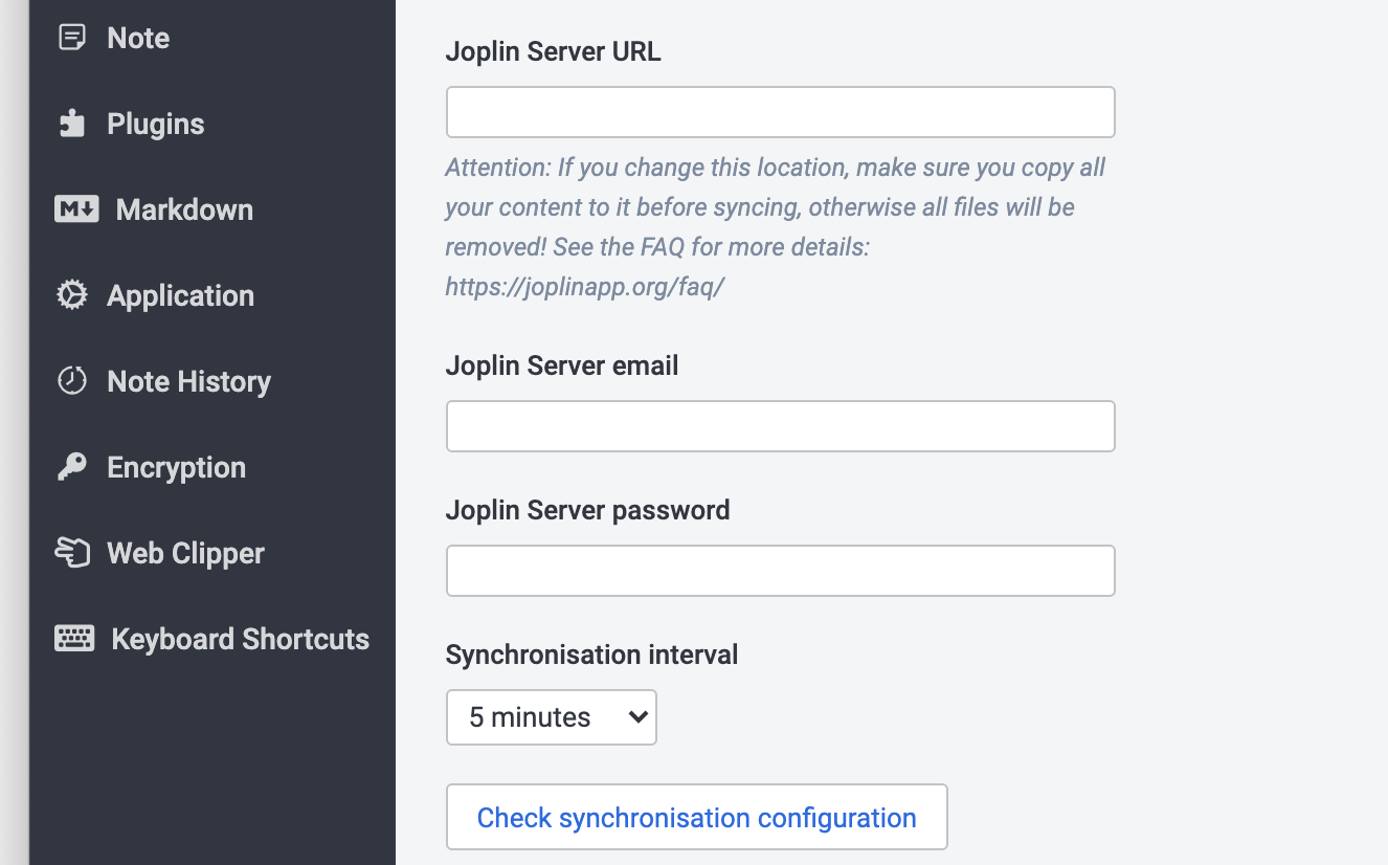 Note
Plugins
Markdown
Application
Note History
Encryption
Web Clipper
Keyboard Shortcuts
Joplin Server URL
Attention: If you change this location, make sure you copy all
your content to it before syncing, otherwise all files will be
removed! See the FAQ for more details:
https://joplinapp.org/faq/
Joplin Server email
Joplin Server password
Synchronisation interval
5 minutes
Check synchronisation configuration